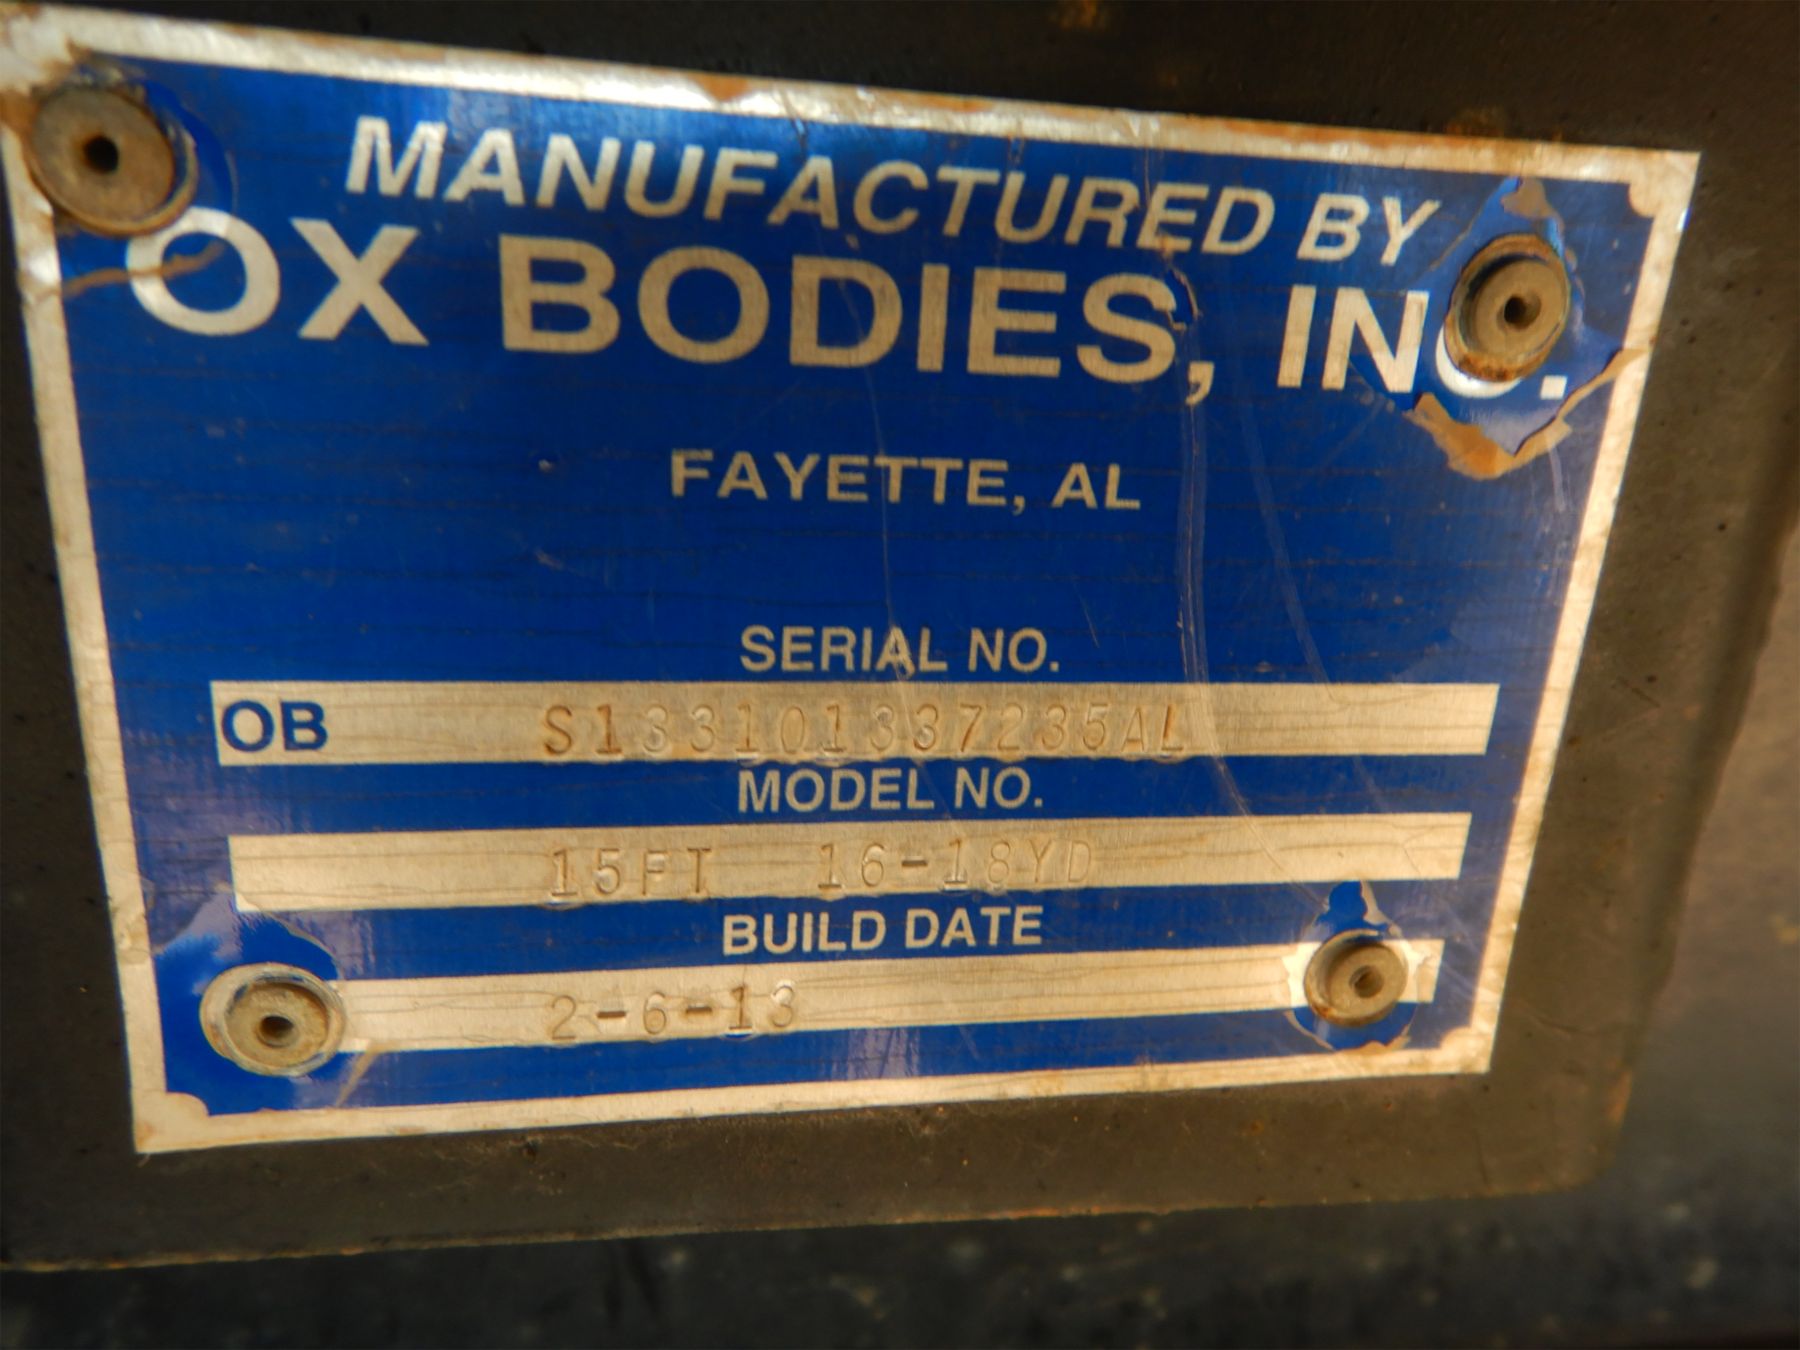 MANUFACTURED BY
OX BODIES, INC.
FAYETTE, AL
SERIAL NO.
OB S133101337235AL
MODEL NO.
15FT 16-18YD
BUILD DATE
2-6-13